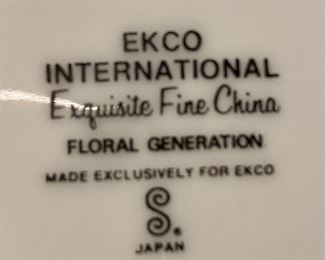 EKCO
INTERNATIONAL
Exquisite Fine China
FLORAL GENERATION
MADE EXCLUSIVELY FOR EKCO
S®
JAPAN